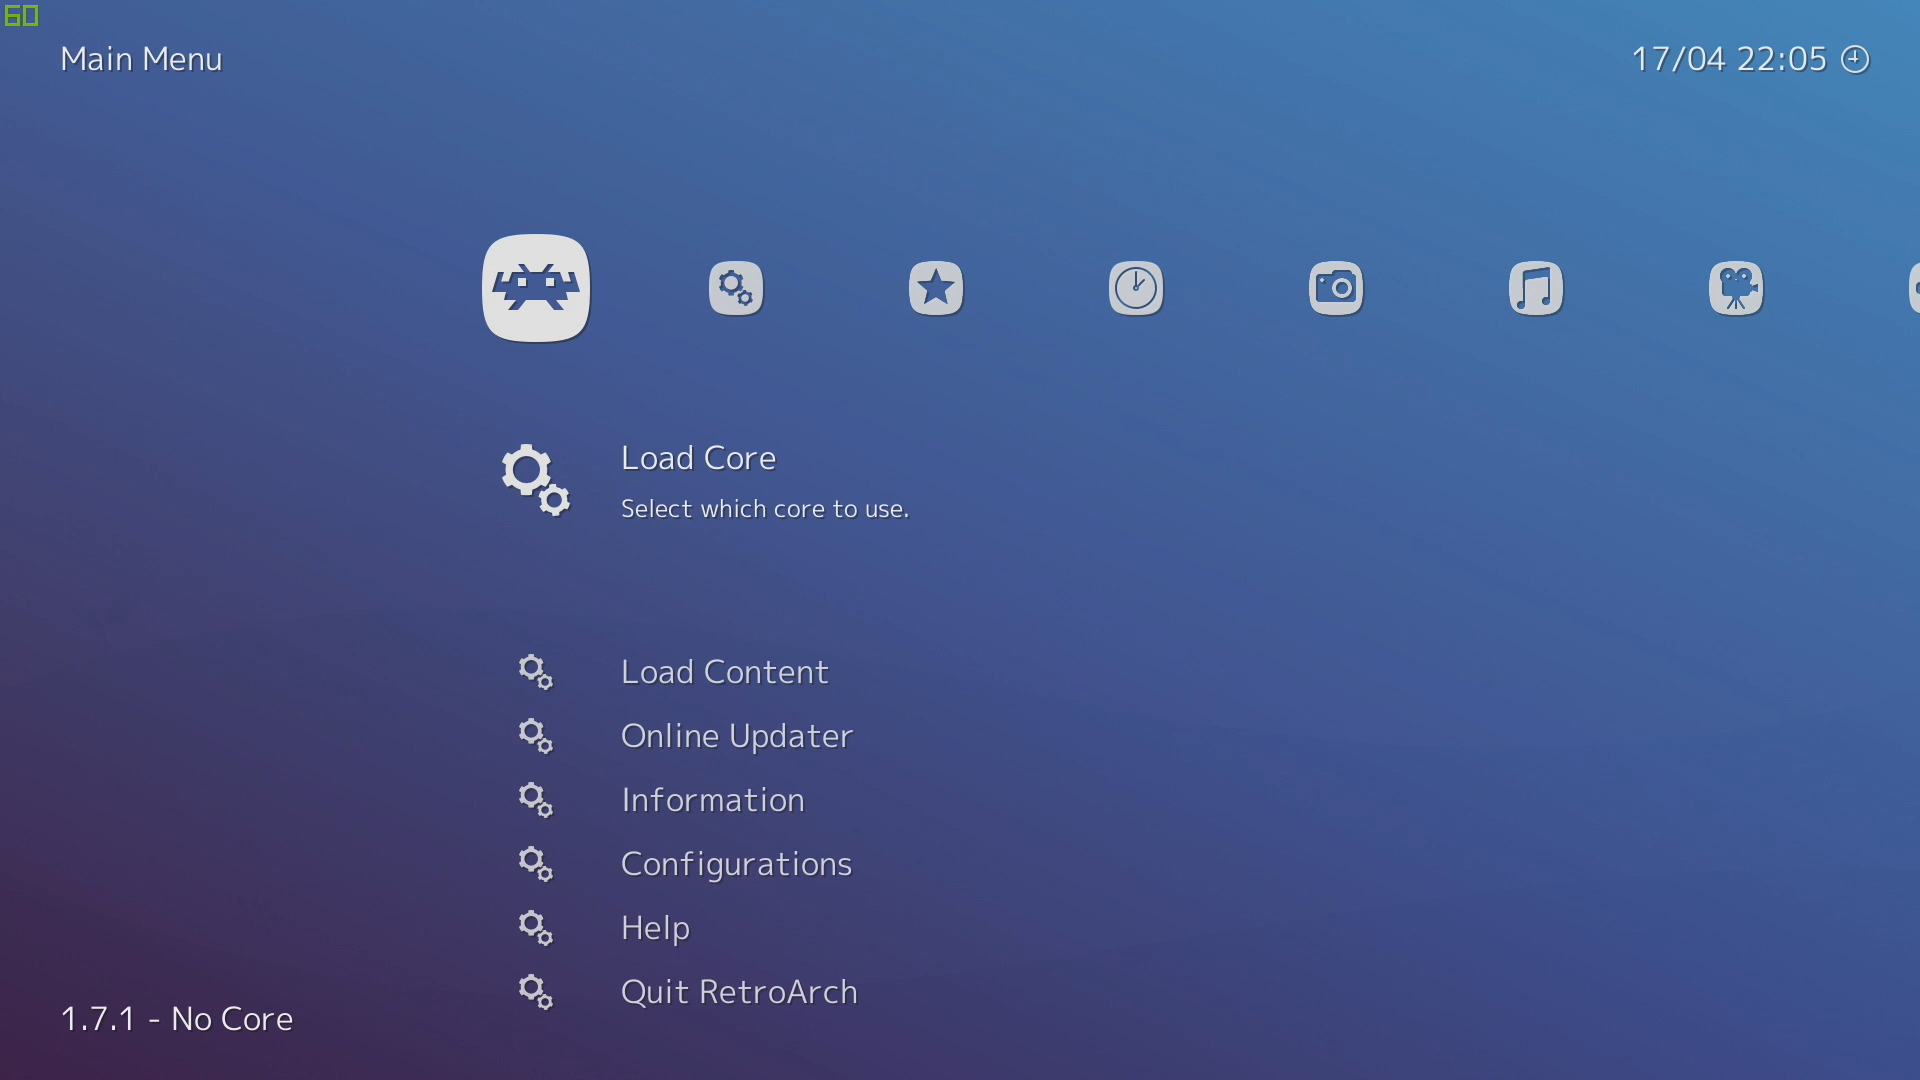 60
Main Menu
17/04 22:05
Load Core
Select which core to use.
Load Content
Online Updater
Information
Configurations
Help
Quit RetroArch
1.7.1 - No Core